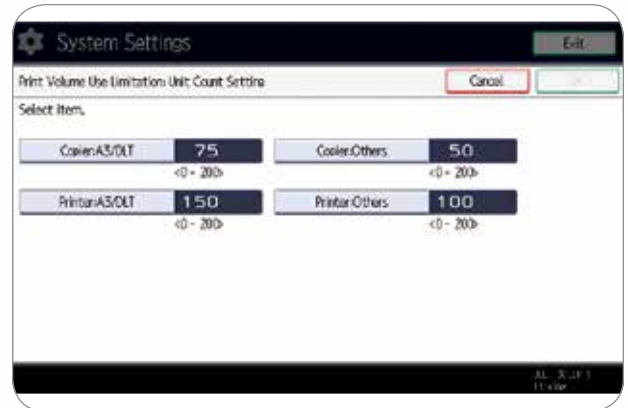 System Settings
Exit
Print Volume Use Limitation: Unit Count Setting
Cancel
Select item.
Copier:A3/DLT 75 Copier:Others 50
<0 - 200> <0 - 200>
Printer:A3/DLT 150 Printer:Others 100
<0 - 200> <0 - 200>